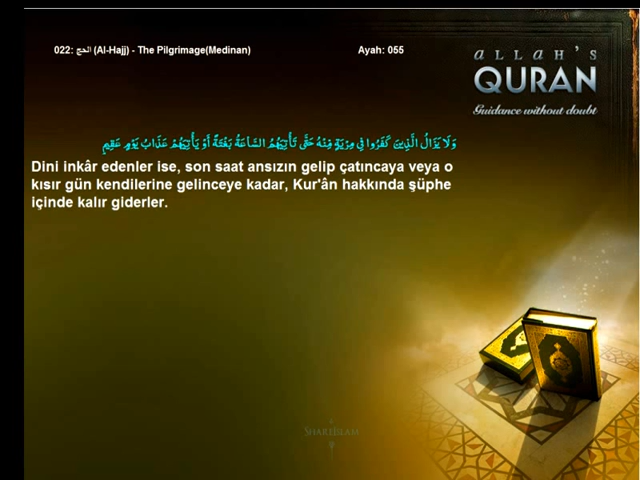 022: الحج (Al-Hajj) - The Pilgrimage(Medinan)
Ayah: 055
ALLAH'S
QURAN
Guidance without doubt
وَلَا يَزَالُ الَّذِينَ كَفَرُوا فِي مِرْيَةٍ مِنْهُ حَتَّى تَأْتِيَهُمُ السَّاعَةُ بَغْتَةً أَوْ يَأْتِيَهُمْ عَذَابُ يَوْمٍ عَقِيمٍ
Dini inkâr edenler ise, son saat ansızın gelip çatıncaya veya o
kısır gün kendilerine gelinceye kadar, Kur'ân hakkında şüphe
içinde kalır giderler.
SHAREISLAM